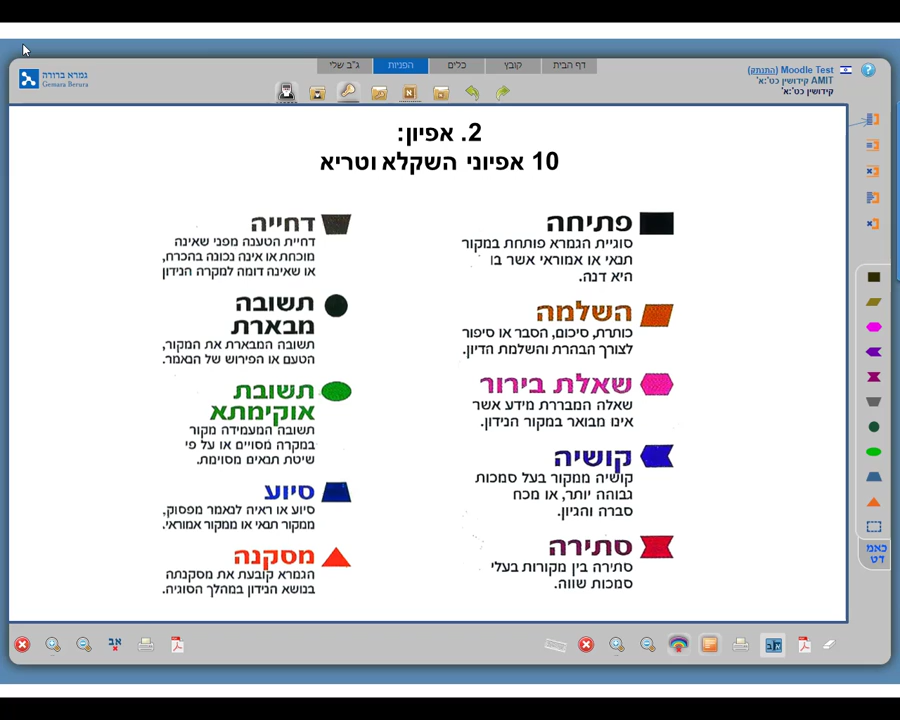 דף הבית
קובץ
כלים
הפניות
ג"ב שלי
Moodle Test (התנתק)
AMIT קידושין כט':א'
קידושין כט':א'
גמרא ברורה
Gemara Berura
2. אפיון:
10 אפיוני השקלא וטריא
פתיחה
סוגיית הגמרא פותחת במקור
תנאי או אמוראי אשר בו
היא דנה.
השלמה
כותרת, סיכום, הסבר או סיפור
לצורך הבהרת והשלמת הדיון.
שאלת בירור
שאלה המבררת מידע אשר
אינו מבואר במקור הנידון.
קושיה
קושיה ממקור בעל סמכות
גבוהה יותר, או מכח
סברה והגיון.
סתירה
סתירה בין מקורות בעלי
סמכות שווה.
דחייה
דחיית הטענה מפני שאינה
מוכחת או אינה נכונה בהכרח,
או שאינה דומה למקרה הנידון
תשובה
מבארת
תשובה המבארת את המקור,
הטעם או הפירוש של הנאמר.
תשובת
אוקימתא
תשובה המעמידה מקור
במקרה מסויים או על פי
שיטת תנאים מסוימת.
סיוע
סיוע או ראיה לנאמר מפסוק,
ממקור תנאי או ממקור אמוראי.
מסקנה
הגמרא קובעת את מסקנתה
בנושא הנידון במהלך הסוגיה.
כאמ
דט
אב
אב